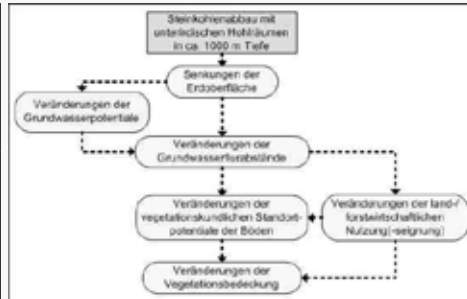 Steinkohlenabbau mit
unterirdischen Hohlräumen
in ca. 1000 m Tiefe
Senkungen der
Erdoberfläche
Veränderungen der
Grundwasserpotentiale
Veränderungen der
Grundwasserflurabstände
Veränderungen der
vegetationskundlichen Standort-
potentiale der Böden
Veränderungen der land-/
forstwirtschaftlichen
Nutzung(-seignung)
Veränderungen der
Vegetationsbedeckung